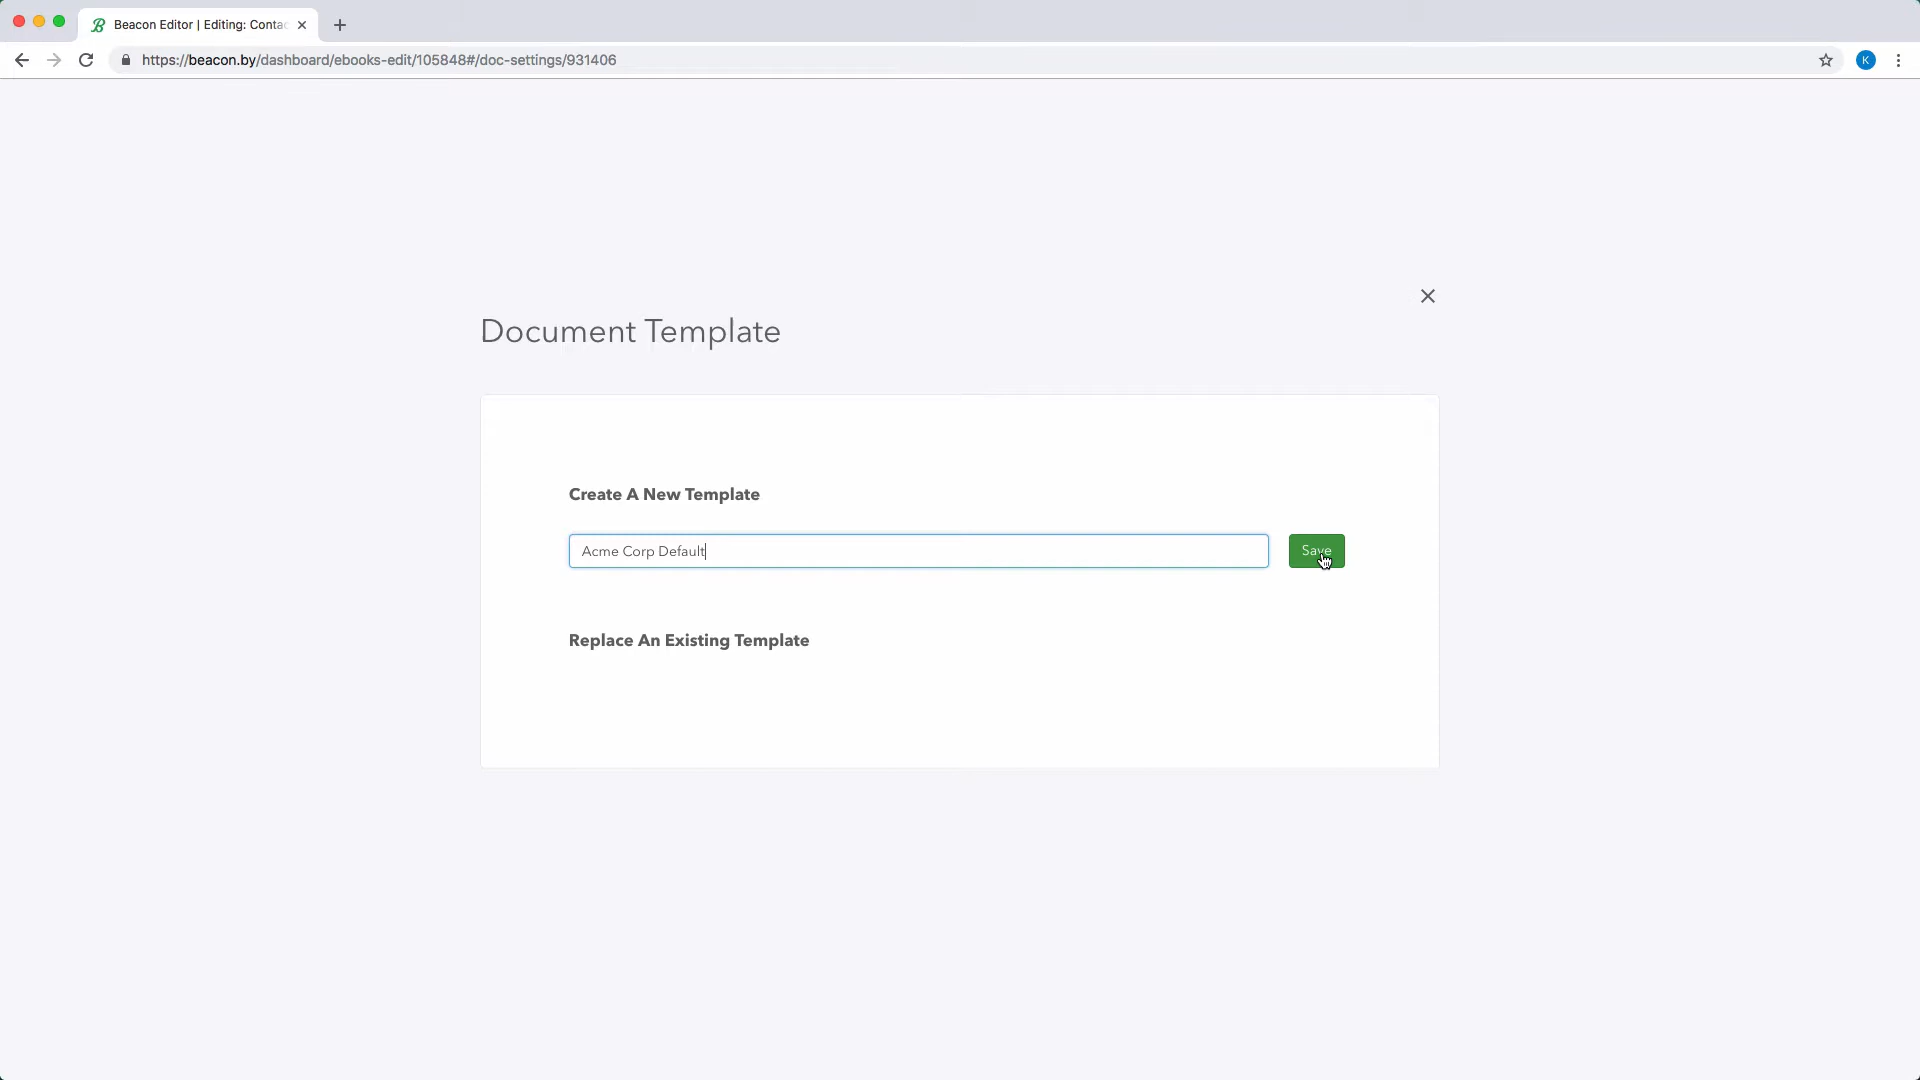 Beacon Editor | Editing: Conta
https://beacon.by/dashboard/ebooks-edit/105848#/doc-settings/931406
K
Document Template
Create A New Template
Acme Corp Default
Save
Replace An Existing Template